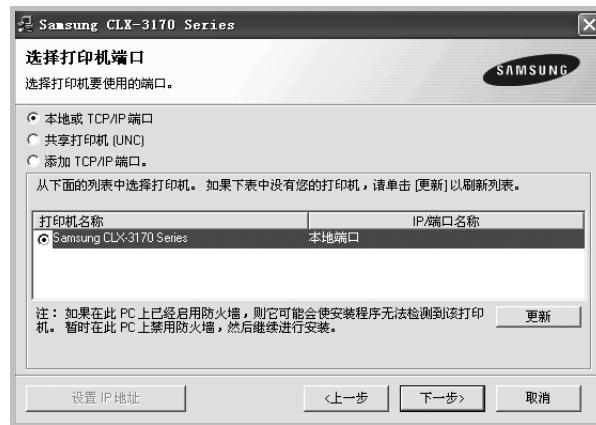 Samsung CLX-3170 Series
选择打印机端口
选择打印机要使用的端口。
SAMSUNG
本地或 TCP/IP 端口
共享打印机 (UNC)
添加 TCP/IP 端口。
从下面的列表中选择打印机。 如果下表中没有您的打印机，请单击 [更新] 以刷新列表。
打印机名称 IP/端口名称
Samsung CLX-3170 Series 本地端口
注： 如果在此 PC 上已经启用防火墙，则它可能会使安装程序无法检测到该打印
机。 暂时在此 PC 上禁用防火墙，然后继续进行安装。
更新
设置 IP 地址 <上一步 下一步> 取消